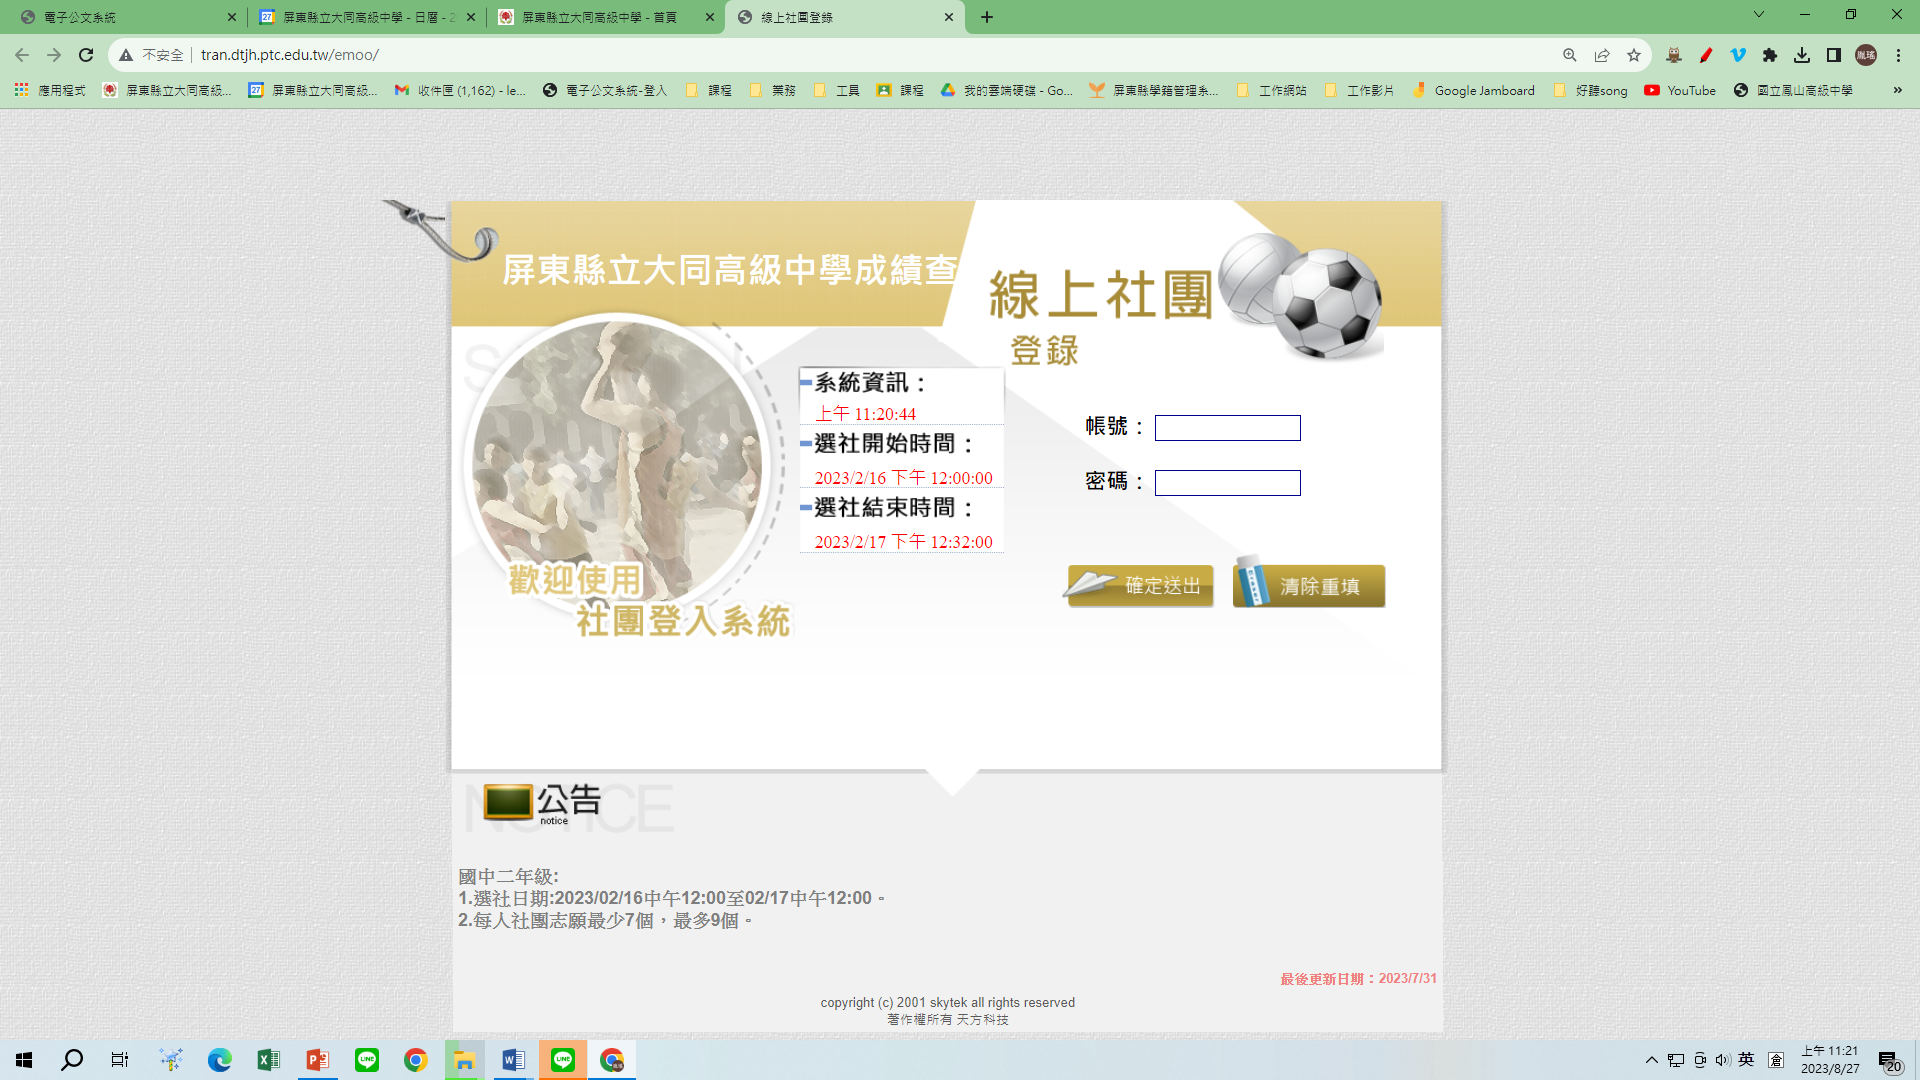 電子公文系統
屏東縣立大同高級中學 - 日曆 - 2
屏東縣立大同高級中學 - 首頁
線上社團登錄
不安全
tran.dtjh.ptc.edu.tw/emoo/
應用程式
屏東縣立大同高級...
屏東縣立大同高級...
收件匣 (1,162) - le...
電子公文系統-登入
課程
業務
工具
課程
我的雲端硬碟 - Go...
屏東縣學籍管理系...
工作網站
工作影片
Google Jamboard
好聽song
YouTube
國立鳳山高級中學
屏東縣立大同高級中學成績查
線上社團
登錄
系統資訊：
上午 11:20:44
選社開始時間：
2023/2/16 下午 12:00:00
選社結束時間：
2023/2/17 下午 12:32:00
帳號：
密碼：
確定送出
清除重填
歡迎使用
社團登入系統
NOTICE
公告
notice
國中二年級:
1.選社日期:2023/02/16中午12:00至02/17中午12:00。
2.每人社團志願最少7個，最多9個。
最後更新日期：2023/7/31
copyright (c) 2001 skytek all rights reserved
著作權所有 天方科技
英
倉
上午 11:21
2023/8/27
20